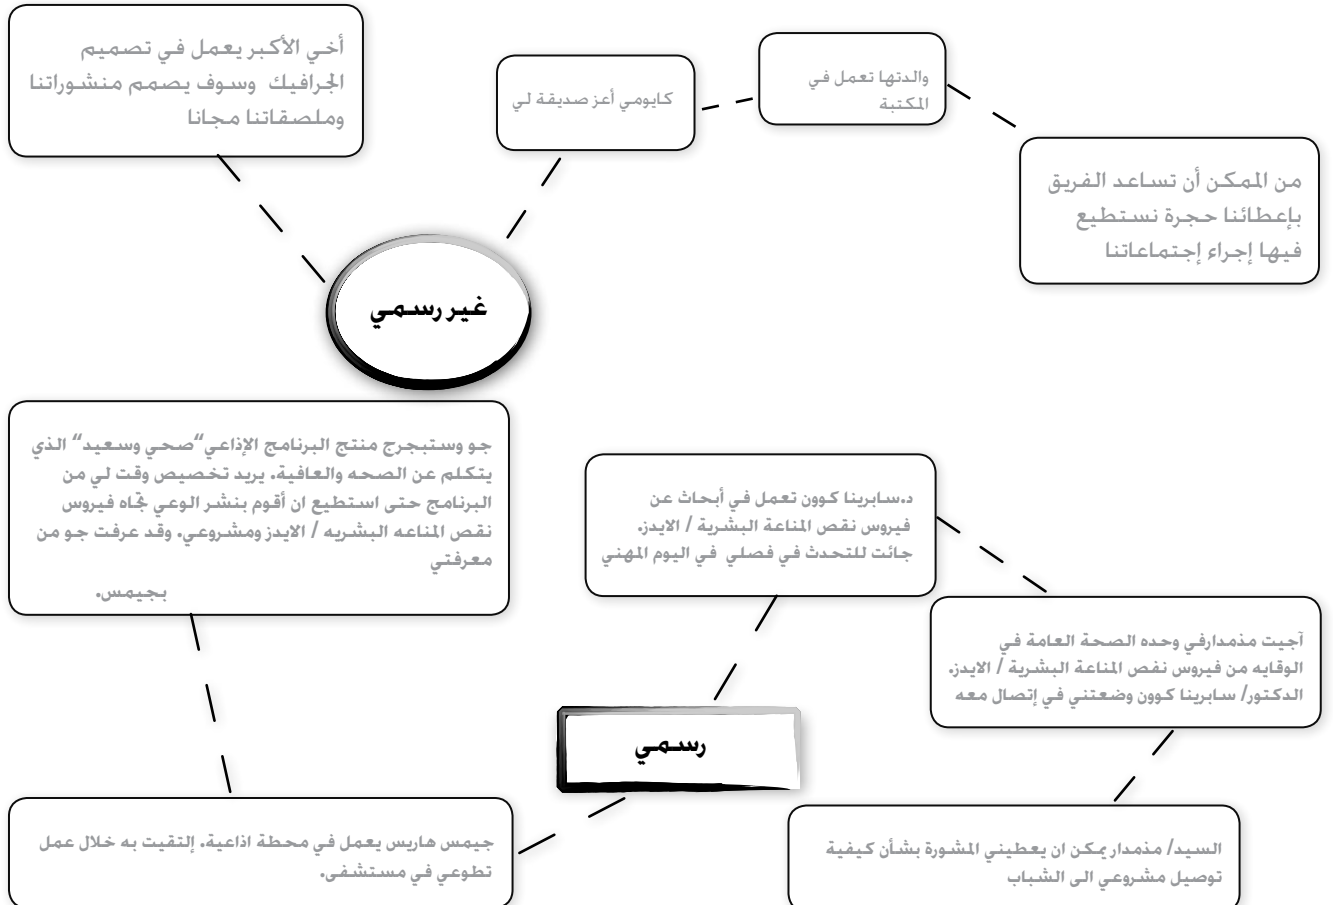 أخي الأكبر يعمل في تصميم
الجرافيك وسوف يصمم منشوراتنا
وملصقاتنا مجانا
كايومي أعز صديقة لي
والدتها تعمل في
المكتبة
من الممكن أن تساعد الفريق
بإعطائنا حجرة نستطيع
فيها إجراء إجتماعاتنا
غير رسمي
جو وستبجرج منتج البرنامج الإذاعي“صحي وسعيد“ الذي
يتكلم عن الصحه والعافية. يريد تخصيص وقت لي من
البرنامج حتى استطيع ان أقوم بنشر الوعي تجاه فيروس
نقص المناعه البشريه / الايدز ومشروعي. وقد عرفت جو من
معرفتي
بجيمس.
د.سابرينا كوون تعمل في أبحاث عن
فيروس نقص المناعة البشرية / الايدز.
جائت للتحدث في فصلي في اليوم المهني
آجيت مذمدارفي وحده الصحة العامة في
الوقايه من فيروس نفص المناعة البشرية / الايدز.
الدكتور/ سابرينا كوون وضعتني في إتصال معه
رسمي
جيمس هاريس يعمل في محطة اذاعية. إلتقيت به خلال عمل
تطوعي في مستشفى.
السيد/ مذمدار يمكن ان يعطيني المشورة بشأن كيفية
توصيل مشروعي الى الشباب